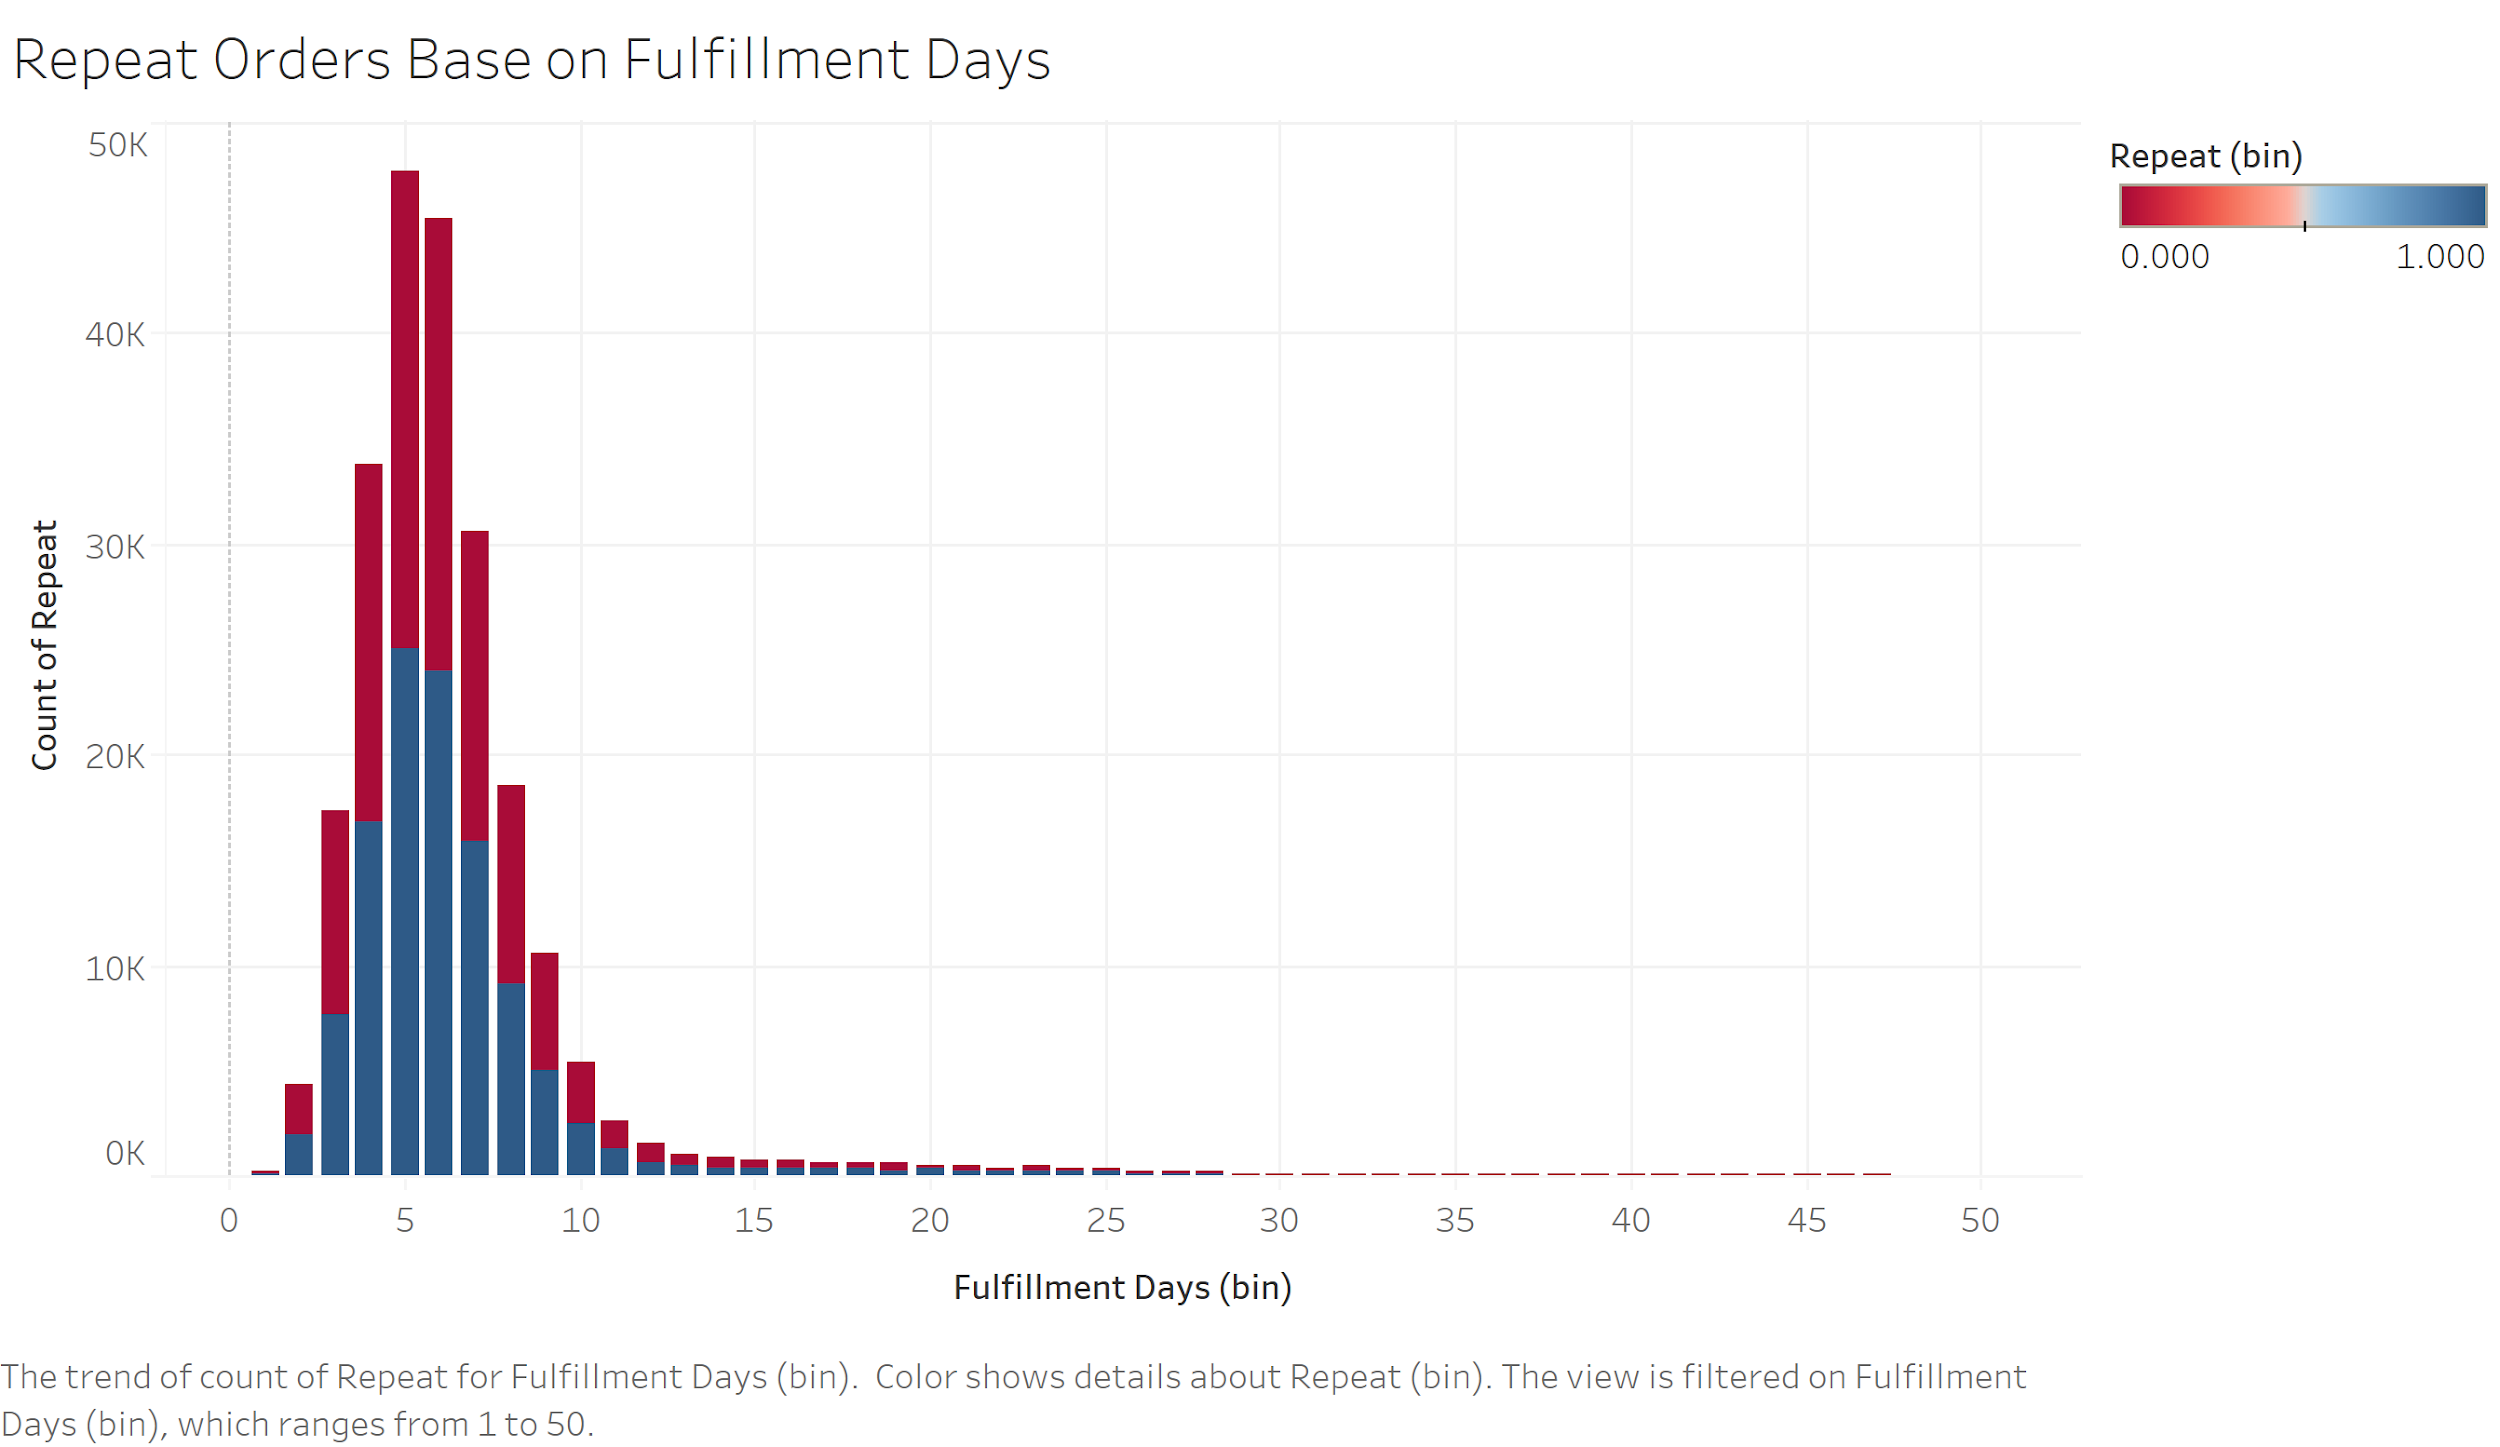 Repeat Orders Base on Fulfillment Days
50K
40K
30K
20K
10K
0K
Count of Repeat
0 5 10 15 20 25 30 35 40 45 50
Fulfillment Days (bin)
Repeat (bin)
0.000 1.000
The trend of count of Repeat for Fulfillment Days (bin).  Color shows details about Repeat (bin). The view is filtered on Fulfillment
Days (bin), which ranges from 1 to 50.